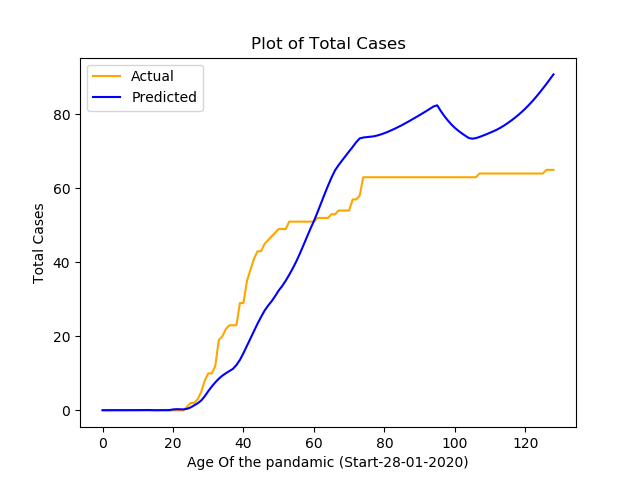 Plot of Total Cases
Actual
Predicted
80
60
40
20
0
Total Cases
0 20 40 60 80 100 120
Age Of the pandamic (Start-28-01-2020)